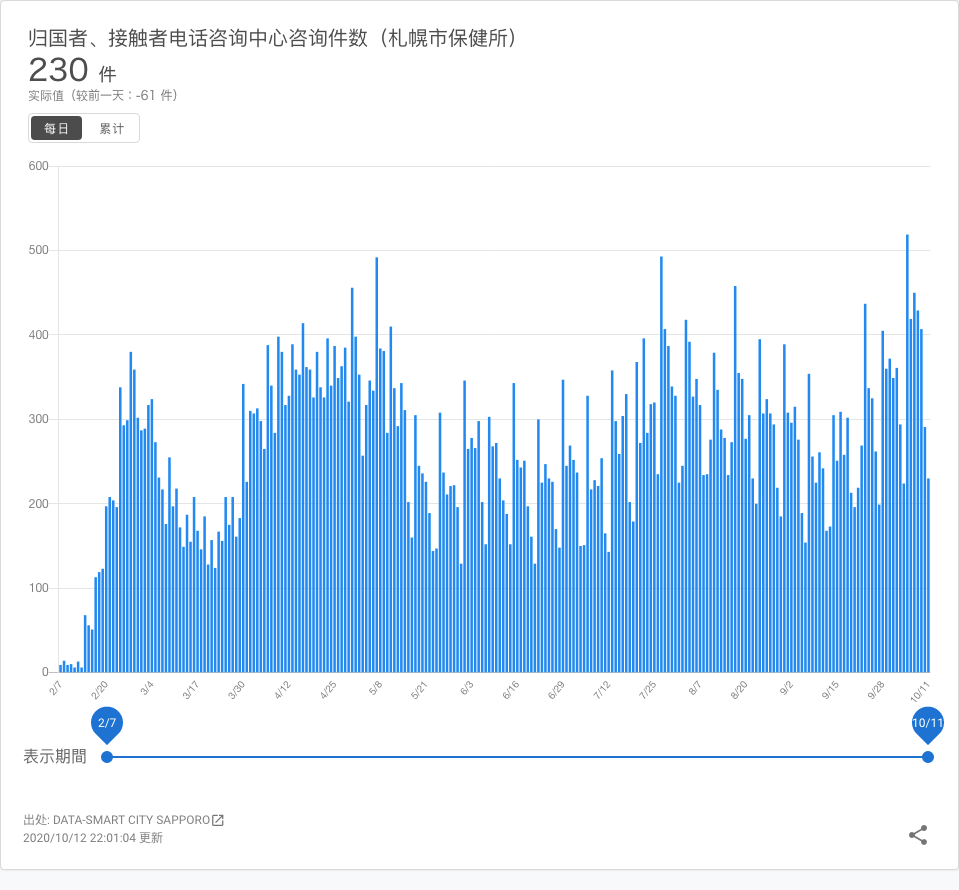 归国者、接触者电话咨询中心咨询件数（札幌市保健所）
230 件
实际值（较前一天：-61 件）
每日 累计
600
500
400
300
200
100
0
2/7 2/20 3/4 3/17 3/30 4/12 4/25 5/8 5/21 6/3 6/16 6/29 7/12 7/25 8/7 8/20 9/2 9/15 9/28 10/11
2/7 10/11
表示期間
出处: DATA-SMART CITY SAPPORO
2020/10/12 22:01:04 更新